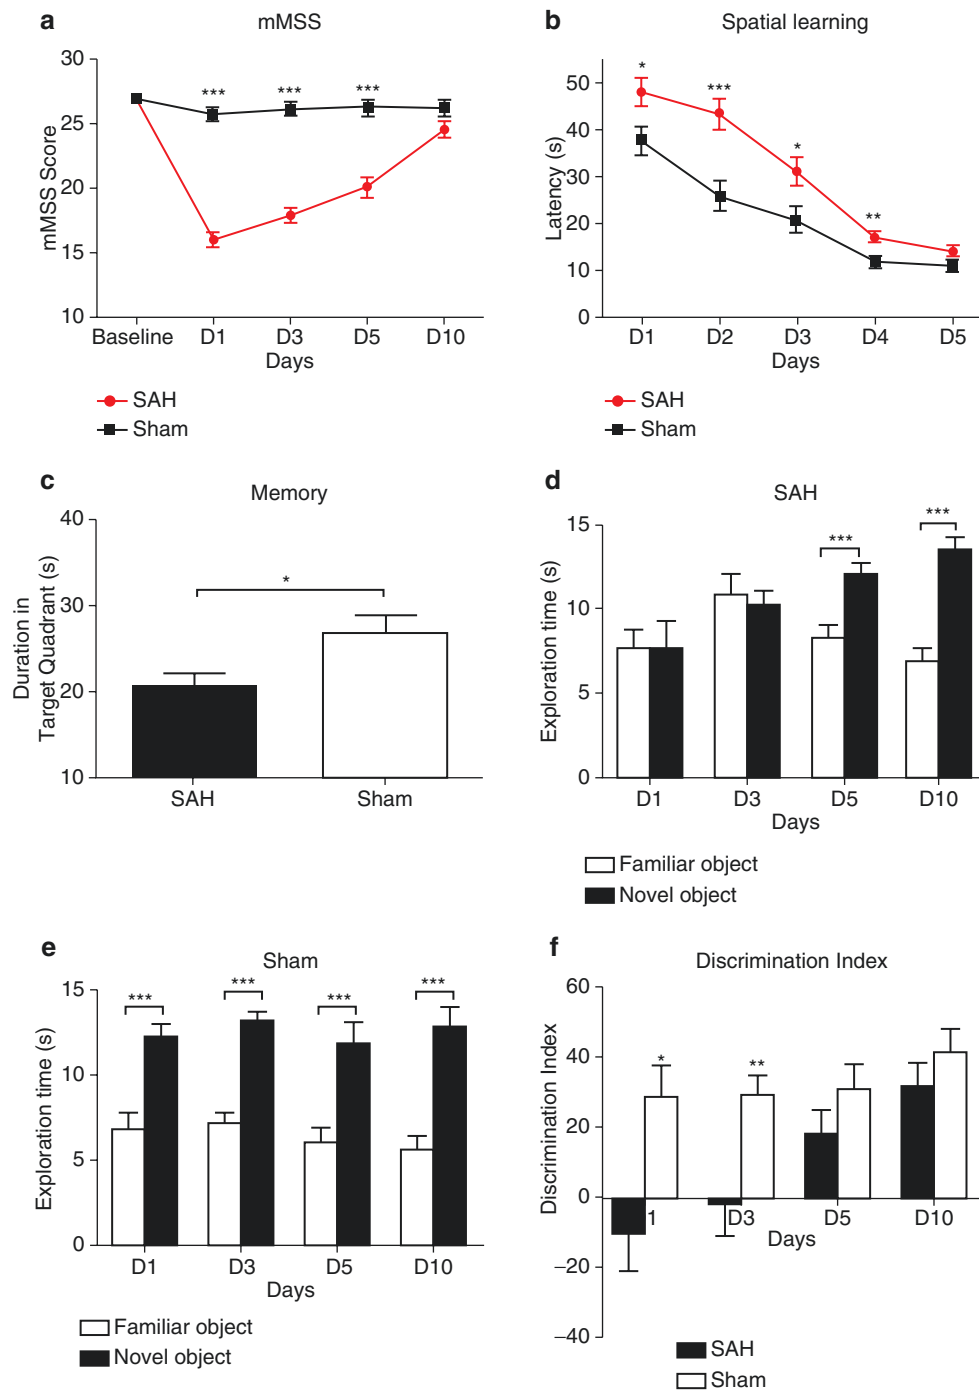 a
mMSS
30
25
20
15
10
mMSS Score
*** *** ***
Baseline D1 D3 D5 D10
Days
SAH
Sham
b
Spatial learning
50
40
30
20
10
0
Latency (s)
*
***
*
**
D1 D2 D3 D4 D5
Days
SAH
Sham
c
Memory
40
30
20
10
Duration in
Target Quadrant (s)
*
SAH Sham
d
SAH
15
10
5
0
Exploration time (s)
*** ***
D1 D3 D5 D10
Days
Familiar object
Novel object
e
Sham
15
10
5
0
Exploration time (s)
*** *** *** ***
D1 D3 D5 D10
Days
Familiar object
Novel object
f
Discrimination Index
60
40
20
0
–20
–40
Discrimination Index
* **
1 D3 D5 D10
Days
SAH
Sham